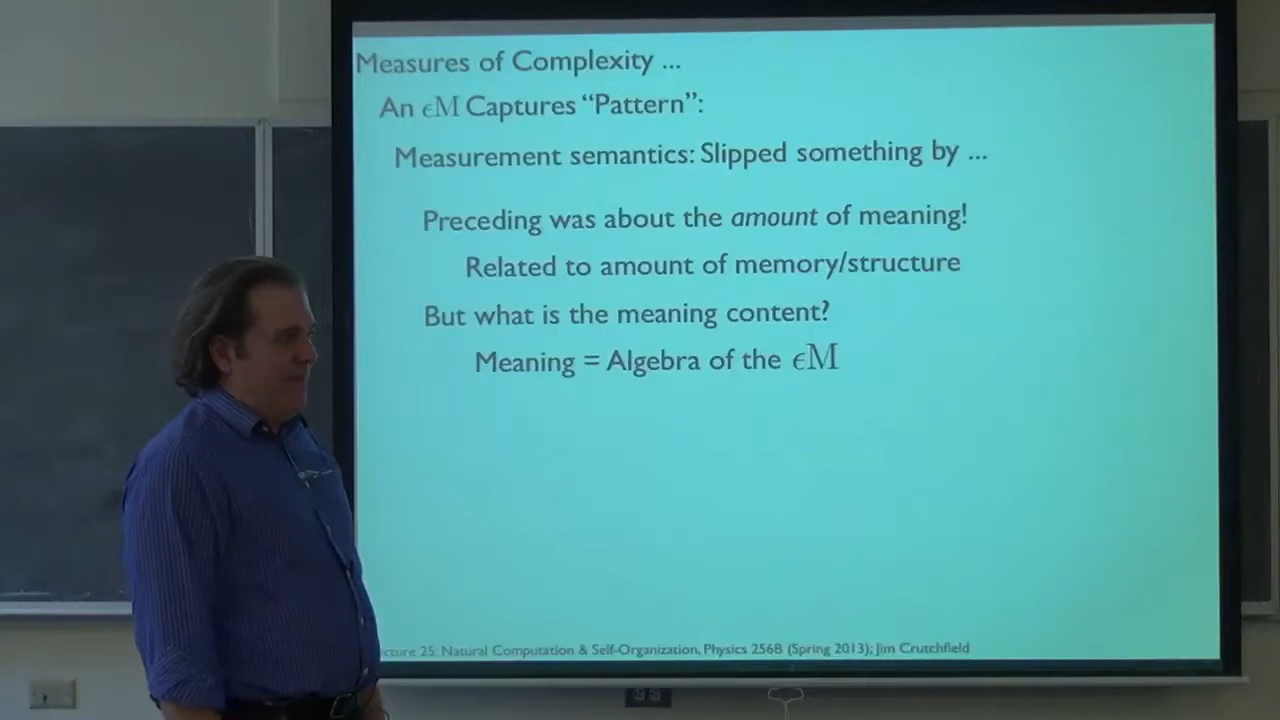 Measures of Complexity ...
An ϵM Captures “Pattern”:
Measurement semantics: Slipped something by ...
Preceding was about the amount of meaning!
Related to amount of memory/structure
But what is the meaning content?
Meaning = Algebra of the ϵM
cture 25: Natural Computation & Self-Organization, Physics 256B (Spring 2013); Jim Crutchfield